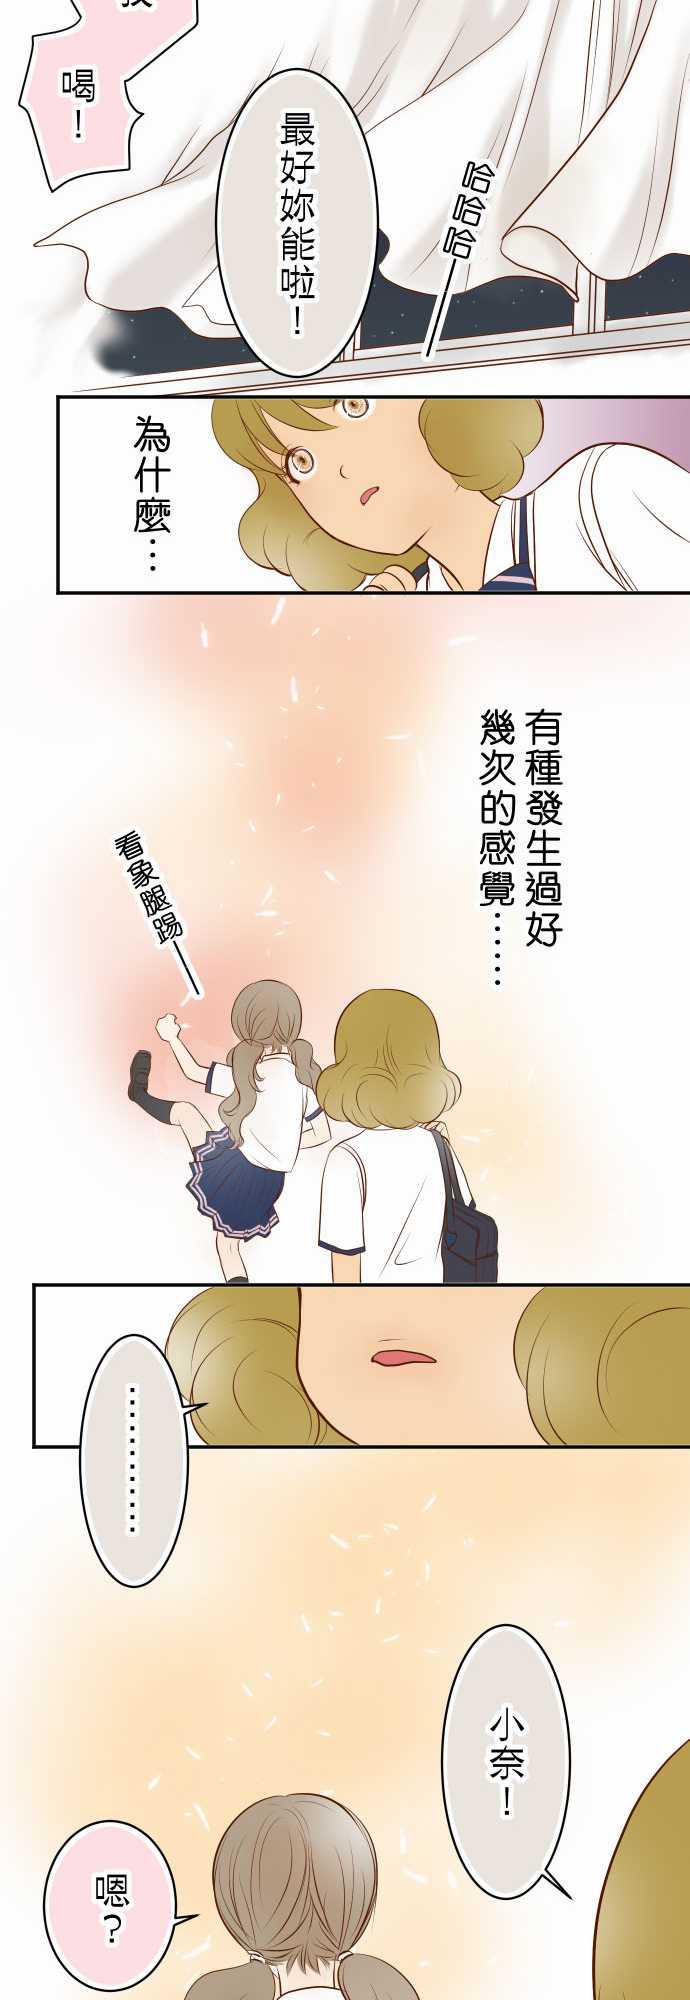 喝！
最好妳能啦！
哈哈哈——
為什麼…
有種發生過好
幾次的感覺……
看象腿踢——
…………
小奈！
嗯？